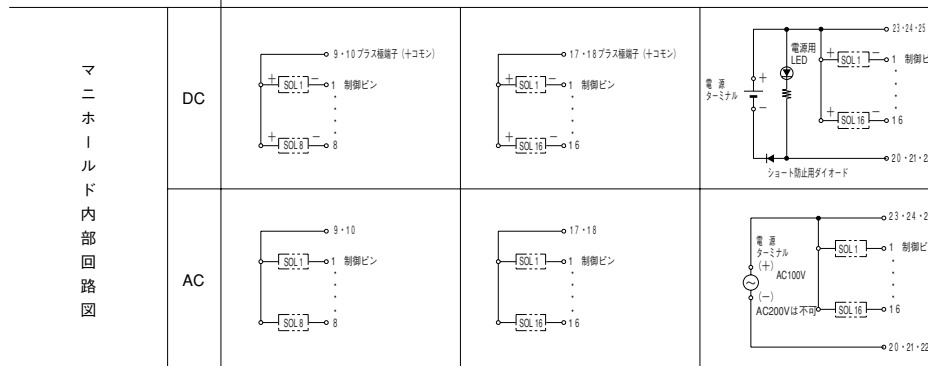 マニホールド内部回路図
DC
9・10プラス極端子（＋コモン）
＋ SOL 1 － 1 制御ピン
＋ SOL 8 － 8
17・18プラス極端子（＋コモン）
＋ SOL 1 － 1 制御ピン
＋ SOL 16 － 16
23・24・25
電源用
LED
電 源
ターミナル
＋
－
＋ SOL 1 － 1 制御ピ
＋ SOL 16 － 16
20・21・22
ショート防止用ダイオード
AC
9・10
SOL 1 1 制御ピン
SOL 8 8
17・18
SOL 1 1 制御ピン
SOL 16 16
23・24・2
電 源
ターミナル
（＋）
AC100V
（－）
AC200Vは不可
SOL 1 1 制御ピ
SOL 16 16
20・21・22